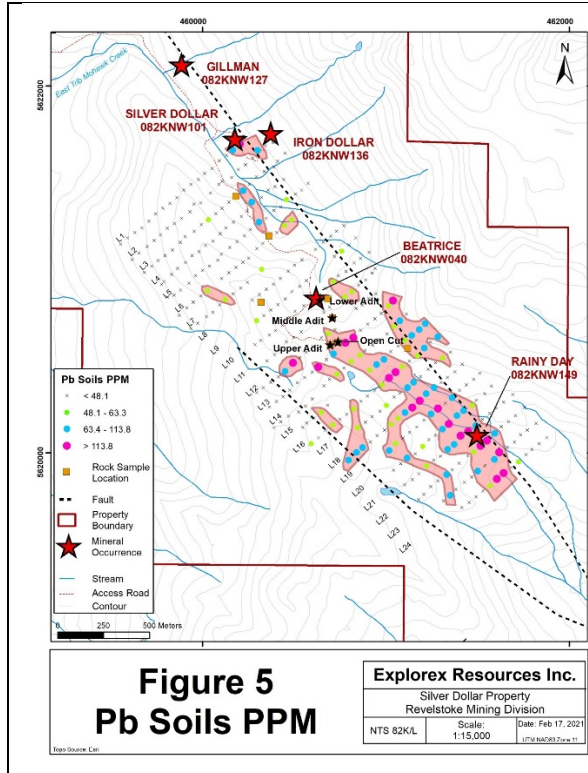 460000
462000
5622000
5620000
East Trib Mohawk Creek
N
GILLMAN
082KNW127
SILVER DOLLAR
082KNW101
IRON DOLLAR
082KNW136
BEATRICE
082KNW040
Lower Adit
Middle Adit
Upper Adit
Open Cut
RAINY DAY
082KNW149
L1
L2
L3
L4
L5
L6
L7
L8
L9
L10
L11
L12
L13
L14
L15
L16
L17
L18
L19
L20
L21
L22
L23
L24
Pb Soils PPM
< 48.1
48.1 - 63.3
63.4 - 113.8
> 113.8
Rock Sample
Location
Fault
Property
Boundary
Mineral
Occurrence
Stream
Access Road
Contour
0 250 500 Meters
Figure 5
Pb Soils PPM
Topo Source: Esri
Explorex Resources Inc.
Silver Dollar Property
Revelstoke Mining Division
NTS 82K/L
Scale:
1:15,000
Date: Feb 17, 2021
UTM NAD83 Zone 11